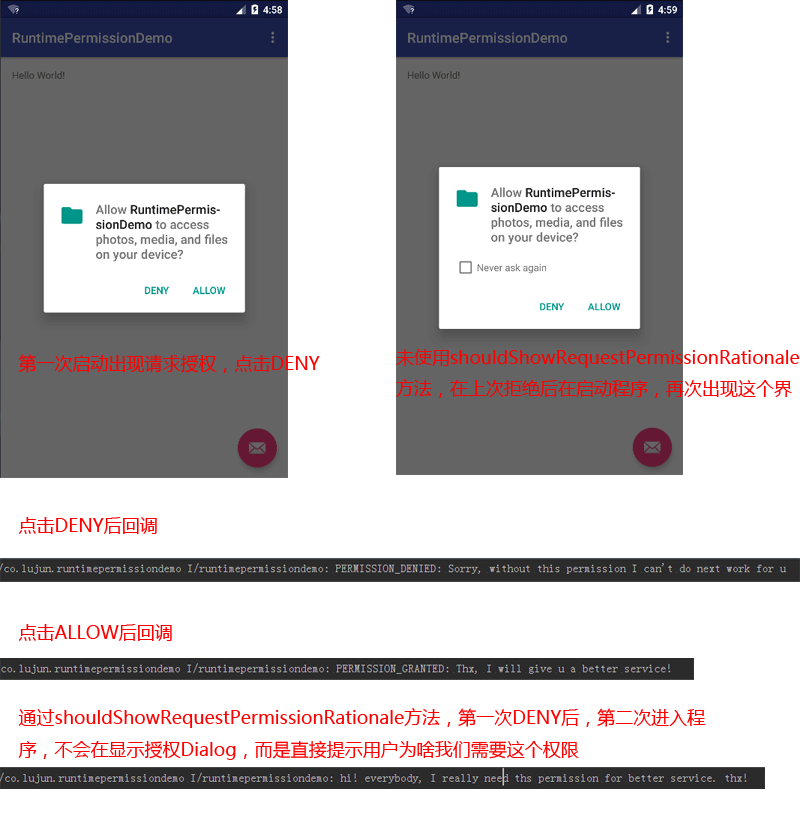 4:58
RuntimePermissionDemo
Hello World!
Allow RuntimePermis-
sionDemo to access
photos, media, and files
on your device?
DENY ALLOW
第一次启动出现请求授权，点击DENY
4:59
RuntimePermissionDemo
Hello World!
Allow RuntimePermis-
sionDemo to access
photos, media, and files
on your device?
Never ask again
DENY ALLOW
未使用shouldShowRequestPermissionRationale
方法，在上次拒绝后在启动程序，再次出现这个界
点击DENY后回调
/co.lujun.runtimepermissiondemo I/runtimepermissiondemo: PERMISSION_DENIED: Sorry, without this permission I can't do next work for u
点击ALLOW后回调
co.lujun.runtimepermissiondemo I/runtimepermissiondemo: PERMISSION_GRANTED: Thx, I will give u a better service!
通过shouldShowRequestPermissionRationale方法，第一次DENY后，第二次进入程
序，不会在显示授权Dialog，而是直接提示用户为啥我们需要这个权限
/co.lujun.runtimepermissiondemo I/runtimepermissiondemo: hi! everybody, I really need ths permission for better service. thx!